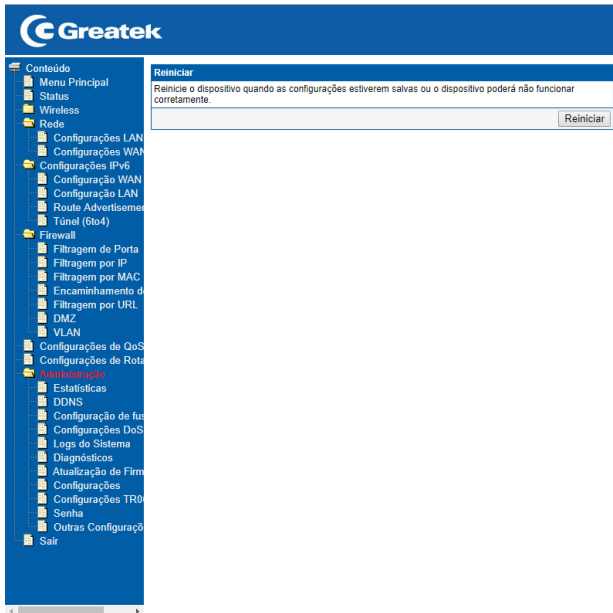 Greatek
Conteúdo
Menu Principal
Status
Wireless
Rede
Configurações LAN
Configurações WAN
Configurações IPv6
Configuração WAN
Configuração LAN
Route Advertisemen
Túnel (6to4)
Firewall
Filtragem de Porta
Filtragem por IP
Filtragem por MAC
Encaminhamento d
Filtragem por URL
DMZ
VLAN
Configurações de QoS
Configurações de Rota
Administração
Estatísticas
DDNS
Configuração de fus
Configurações DoS
Logs do Sistema
Diagnósticos
Atualização de Firm
Configurações
Configurações TR0
Senha
Outras Configuraçõ
Sair
Reiniciar
Reinicie o dispositivo quando as configurações estiverem salvas ou o dispositivo poderá não funcionar
corretamente.
Reiniciar